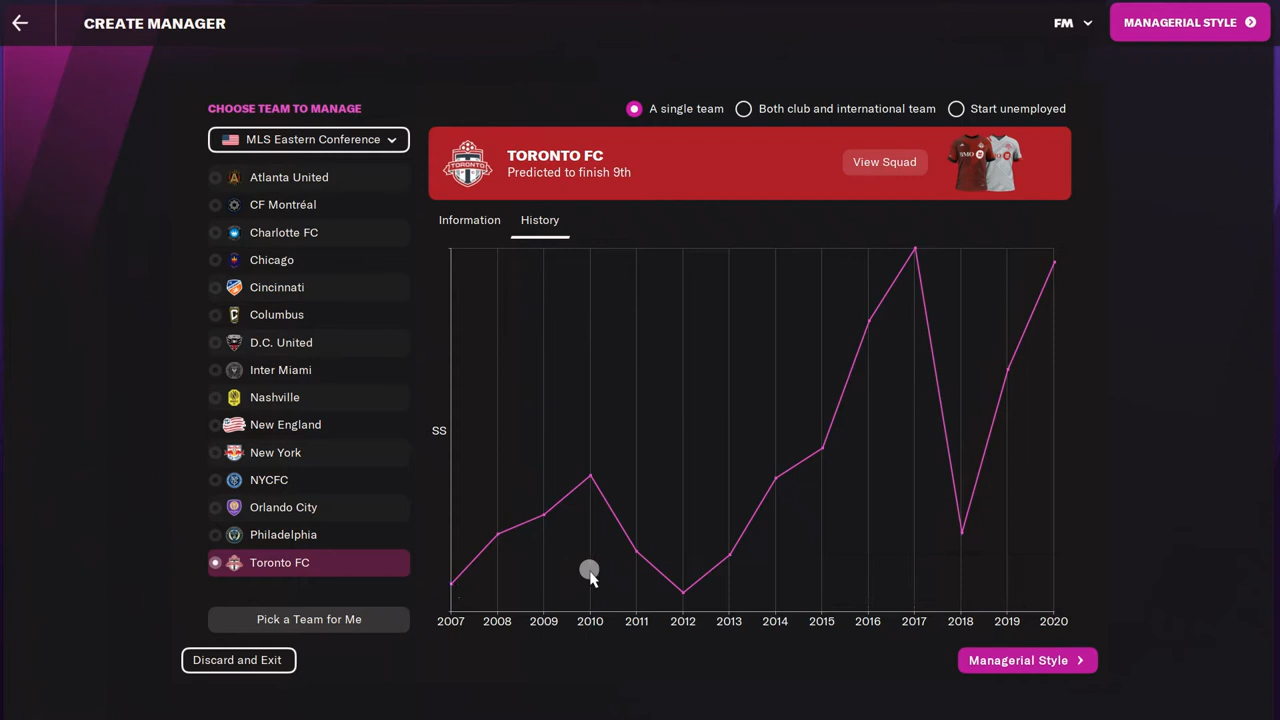 CREATE MANAGER
FM
MANAGERIAL STYLE
CHOOSE TEAM TO MANAGE
A single team
Both club and international team
Start unemployed
MLS Eastern Conference
TORONTO FC
Predicted to finish 9th
View Squad
Information
History
Atlanta United
CF Montréal
Charlotte FC
Chicago
Cincinnati
Columbus
D.C. United
Inter Miami
Nashville
New England
New York
NYCFC
Orlando City
Philadelphia
Toronto FC
Pick a Team for Me
SS
2007 2008 2009 2010 2011 2012 2013 2014 2015 2016 2017 2018 2019 2020
Discard and Exit
Managerial Style